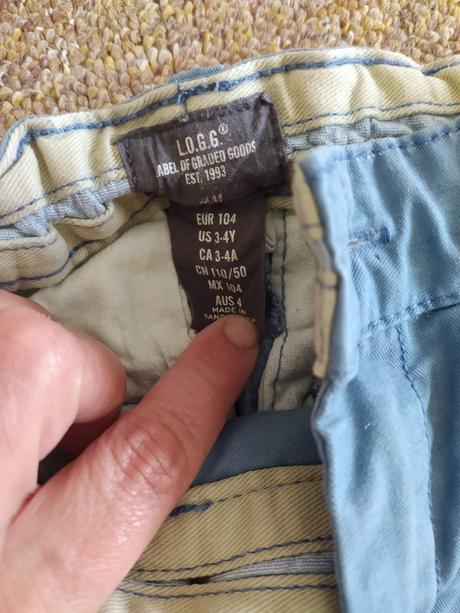 L.O.G.G.®
LABEL OF GRADED GOODS
EST. 1993
EUR 104
US 3-4Y
CA 3-4A
CN 110/50
MX 104
AUS 4
MADE IN